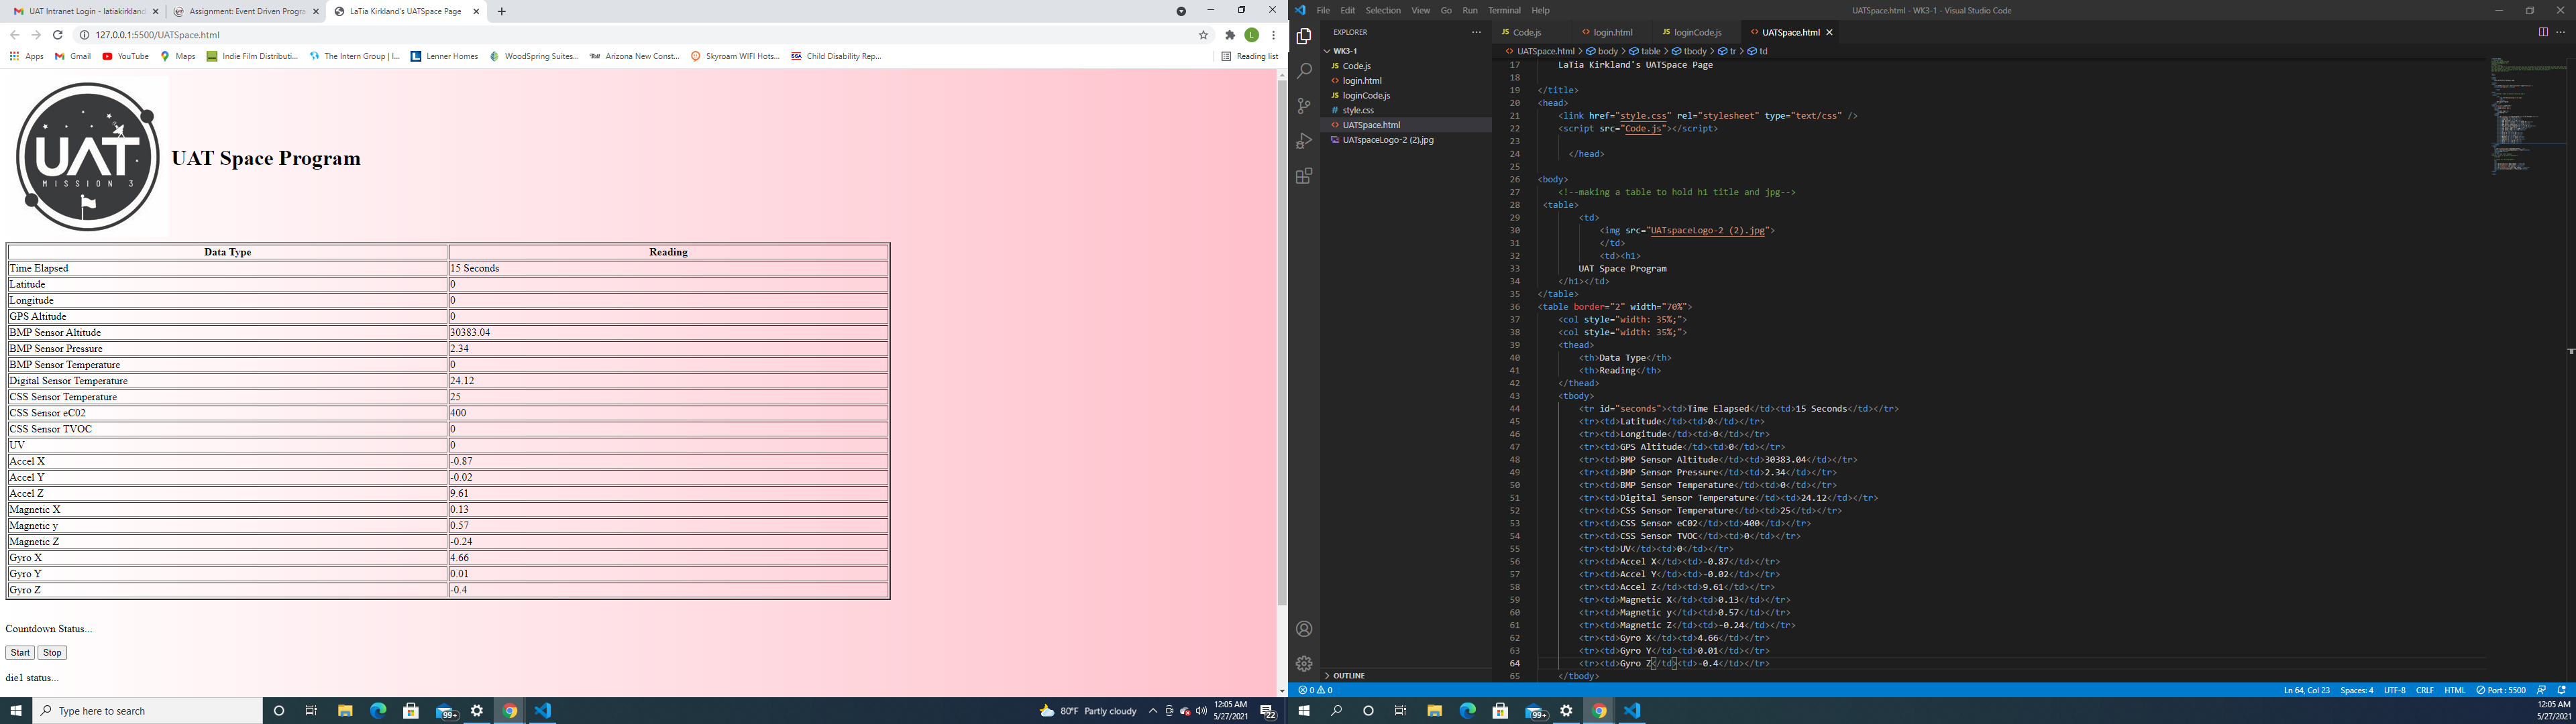 UAT Intranet Login - latiakirkland
Assignment: Event Driven Progra
LaTia Kirkland's UATSpace Page
127.0.0.1:5500/UATSpace.html
Apps Gmail YouTube Maps Indie Film Distributi... The Intern Group | I... Lenner Homes WoodSpring Suites... Arizona New Const... Skyroam WIFI Hots... Child Disability Rep... Reading list
UAT
MISSION 3
UAT Space Program
Data Type Reading
Time Elapsed 15 Seconds
Latitude 0
Longitude 0
GPS Altitude 0
BMP Sensor Altitude 30383.04
BMP Sensor Pressure 2.34
BMP Sensor Temperature 0
Digital Sensor Temperature 24.12
CSS Sensor Temperature 25
CSS Sensor eC02 400
CSS Sensor TVOC 0
UV 0
Accel X -0.87
Accel Y -0.02
Accel Z 9.61
Magnetic X 0.13
Magnetic y 0.57
Magnetic Z -0.24
Gyro X 4.66
Gyro Y 0.01
Gyro Z -0.4
Countdown Status...
Start Stop
die1 status...
Type here to search
99+
80°F Partly cloudy
12:05 AM
5/27/2021
22
File Edit Selection View Go Run Terminal Help
UATSpace.html - WK3-1 - Visual Studio Code
EXPLORER
WK3-1
JS Code.js
login.html
JS loginCode.js
# style.css
UATSpace.html
UATspaceLogo-2 (2).jpg
OUTLINE
JS Code.js login.html JS loginCode.js UATSpace.html
UATSpace.html > body > table > tbody > tr > td
17 LaTia Kirkland's UATSpace Page
18
19 </title>
20 <head>
21 <link href="style.css" rel="stylesheet" type="text/css" />
22 <script src="Code.js"></script>
23
24 </head>
25
26 <body>
27 <!--making a table to hold h1 title and jpg-->
28 <table>
29 <td>
30 <img src="UATspaceLogo-2 (2).jpg">
31 </td>
32 <td><h1>
33 UAT Space Program
34 </h1></td>
35 </table>
36 <table border="2" width="70%">
37 <col style="width: 35%;">
38 <col style="width: 35%;">
39 <thead>
40 <th>Data Type</th>
41 <th>Reading</th>
42 </thead>
43 <tbody>
44 <tr id="seconds"><td>Time Elapsed</td><td>15 Seconds</td></tr>
45 <tr><td>Latitude</td><td>0</td></tr>
46 <tr><td>Longitude</td><td>0</td></tr>
47 <tr><td>GPS Altitude</td><td>0</td></tr>
48 <tr><td>BMP Sensor Altitude</td><td>30383.04</td></tr>
49 <tr><td>BMP Sensor Pressure</td><td>2.34</td></tr>
50 <tr><td>BMP Sensor Temperature</td><td>0</td></tr>
51 <tr><td>Digital Sensor Temperature</td><td>24.12</td></tr>
52 <tr><td>CSS Sensor Temperature</td><td>25</td></tr>
53 <tr><td>CSS Sensor eC02</td><td>400</td></tr>
54 <tr><td>CSS Sensor TVOC</td><td>0</td></tr>
55 <tr><td>UV</td><td>0</td></tr>
56 <tr><td>Accel X</td><td>-0.87</td></tr>
57 <tr><td>Accel Y</td><td>-0.02</td></tr>
58 <tr><td>Accel Z</td><td>9.61</td></tr>
59 <tr><td>Magnetic X</td><td>0.13</td></tr>
60 <tr><td>Magnetic y</td><td>0.57</td></tr>
61 <tr><td>Magnetic Z</td><td>-0.24</td></tr>
62 <tr><td>Gyro X</td><td>4.66</td></tr>
63 <tr><td>Gyro Y</td><td>0.01</td></tr>
64 <tr><td>Gyro Z</td><td>-0.4</td></tr>
65 </tbody>
0 0
Ln 64, Col 23 Spaces: 4 UTF-8 CRLF HTML Port : 5500
99+
12:05 AM
5/27/2021